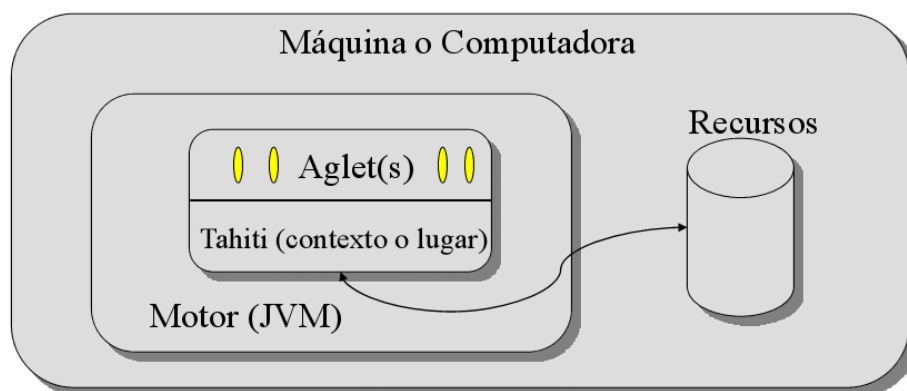 Máquina o Computadora
Recursos
Aglet(s)
Tahiti (contexto o lugar)
Motor (JVM)